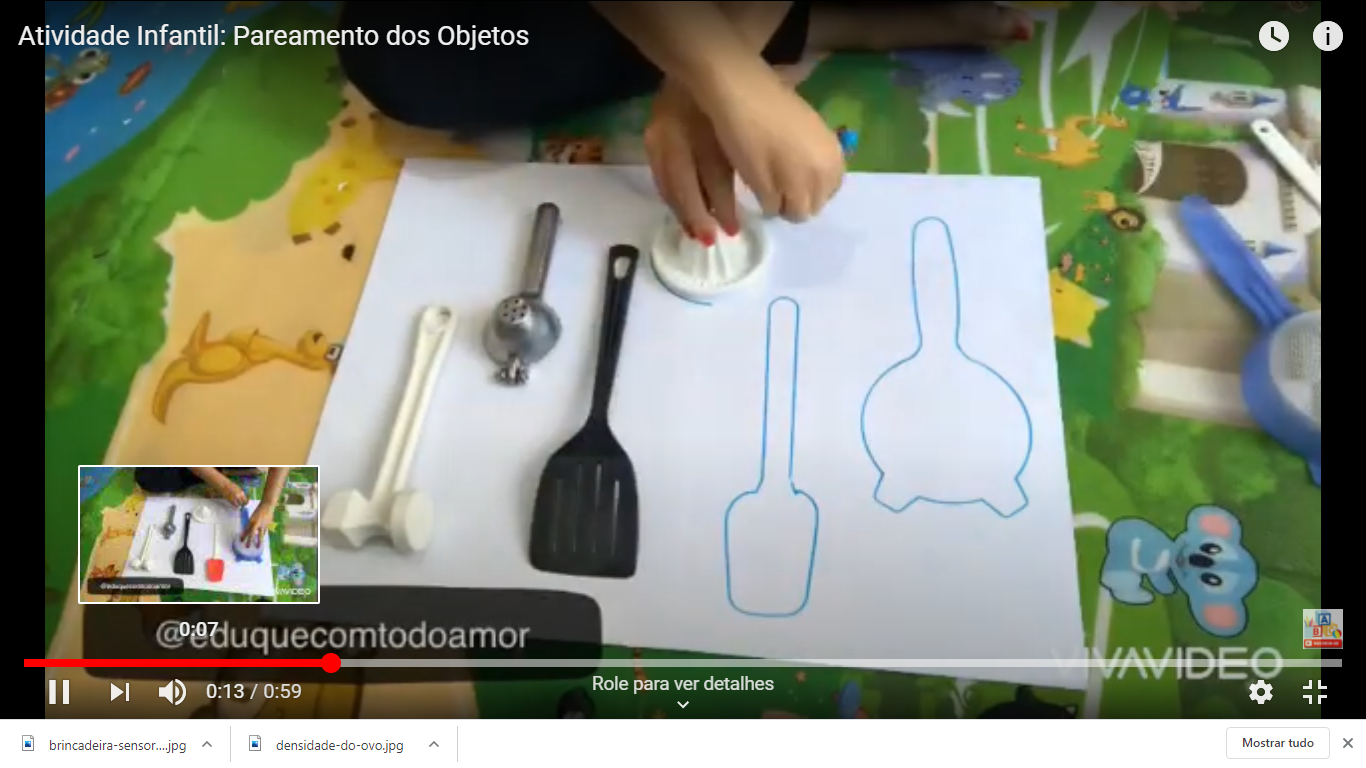 Atividade Infantil: Pareamento dos Objetos
0:07
@eduquecomtodoamor
VIVAVIDEO
0:13 / 0:59
Role para ver detalhes
brincadeira-sensor....jpg
densidade-do-ovo.jpg
Mostrar tudo